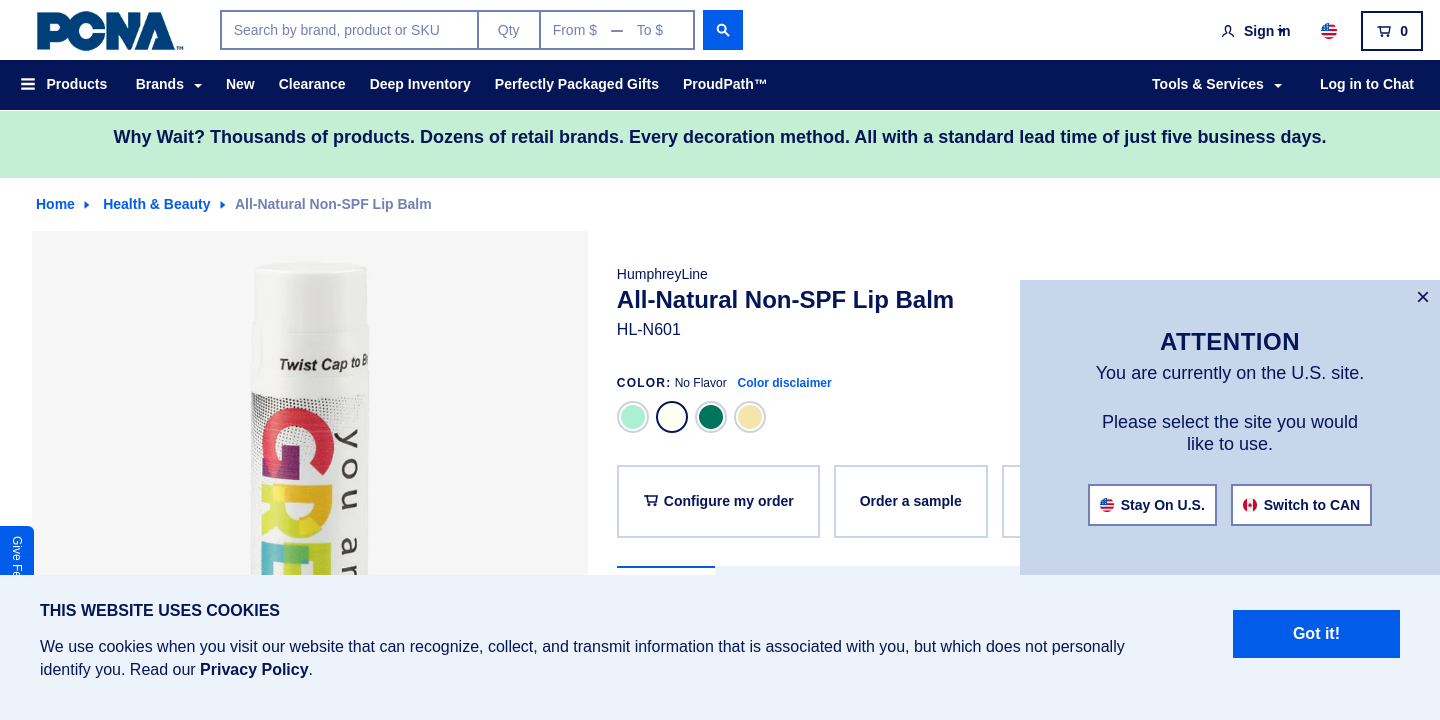 PCNA™
Search by brand, product or SKU
Qty
From $ — To $
Sign in
0
Products
Brands
New
Clearance
Deep Inventory
Perfectly Packaged Gifts
ProudPath™
Tools & Services
Log in to Chat
Why Wait? Thousands of products. Dozens of retail brands. Every decoration method. All with a standard lead time of just five business days.
Home
Health & Beauty
All-Natural Non-SPF Lip Balm
Twist Cap to B
you ar
CRE
HumphreyLine
All-Natural Non-SPF Lip Balm
HL-N601
COLOR: No Flavor Color disclaimer
Configure my order
Order a sample
×
ATTENTION
You are currently on the U.S. site.
Please select the site you would
like to use.
Stay On U.S.
Switch to CAN
Give Fe
THIS WEBSITE USES COOKIES
We use cookies when you visit our website that can recognize, collect, and transmit information that is associated with you, but which does not personally
identify you. Read our Privacy Policy.
Got it!